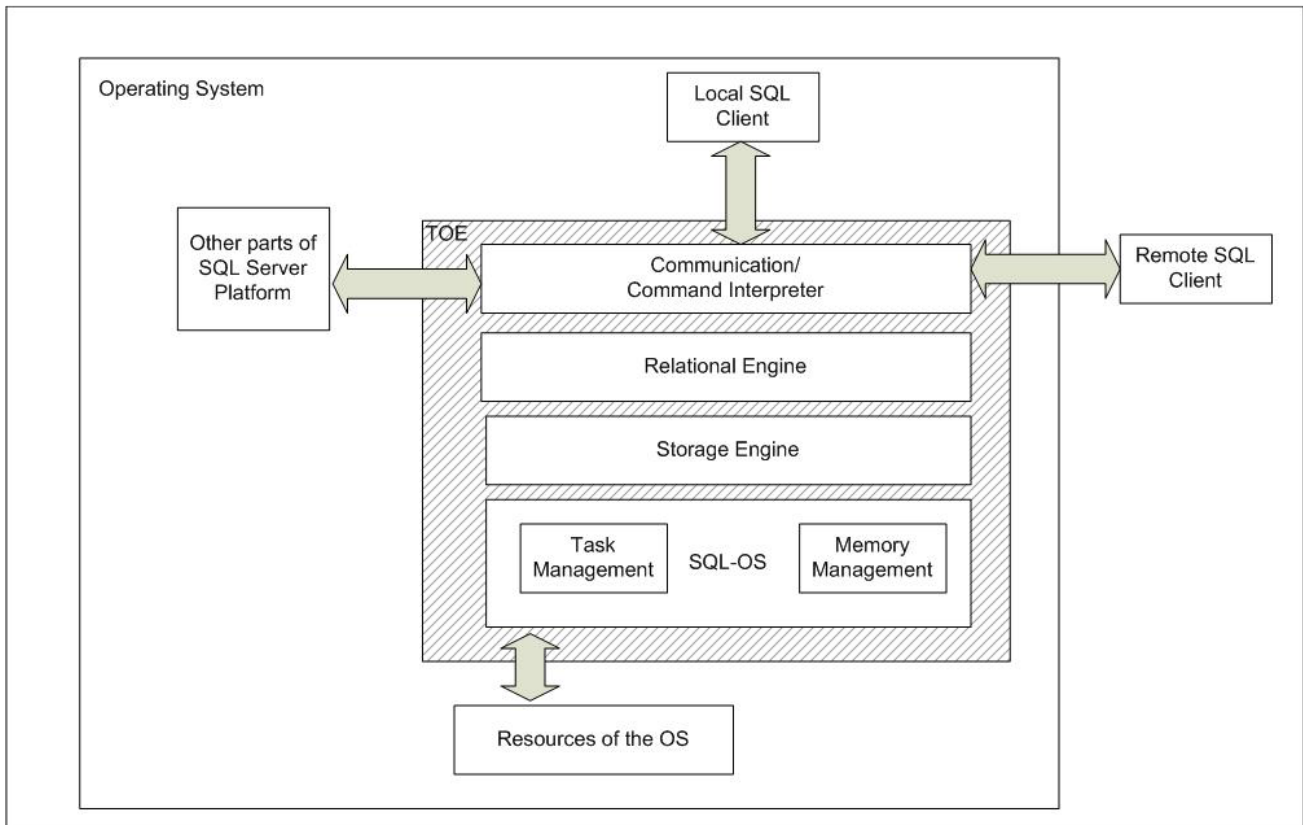 Operating System
Local SQL
Client
Other parts of
SQL Server
Platform
TOE
Communication/
Command Interpreter
Remote SQL
Client
Relational Engine
Storage Engine
Task
Management
SQL-OS
Memory
Management
Resources of the OS